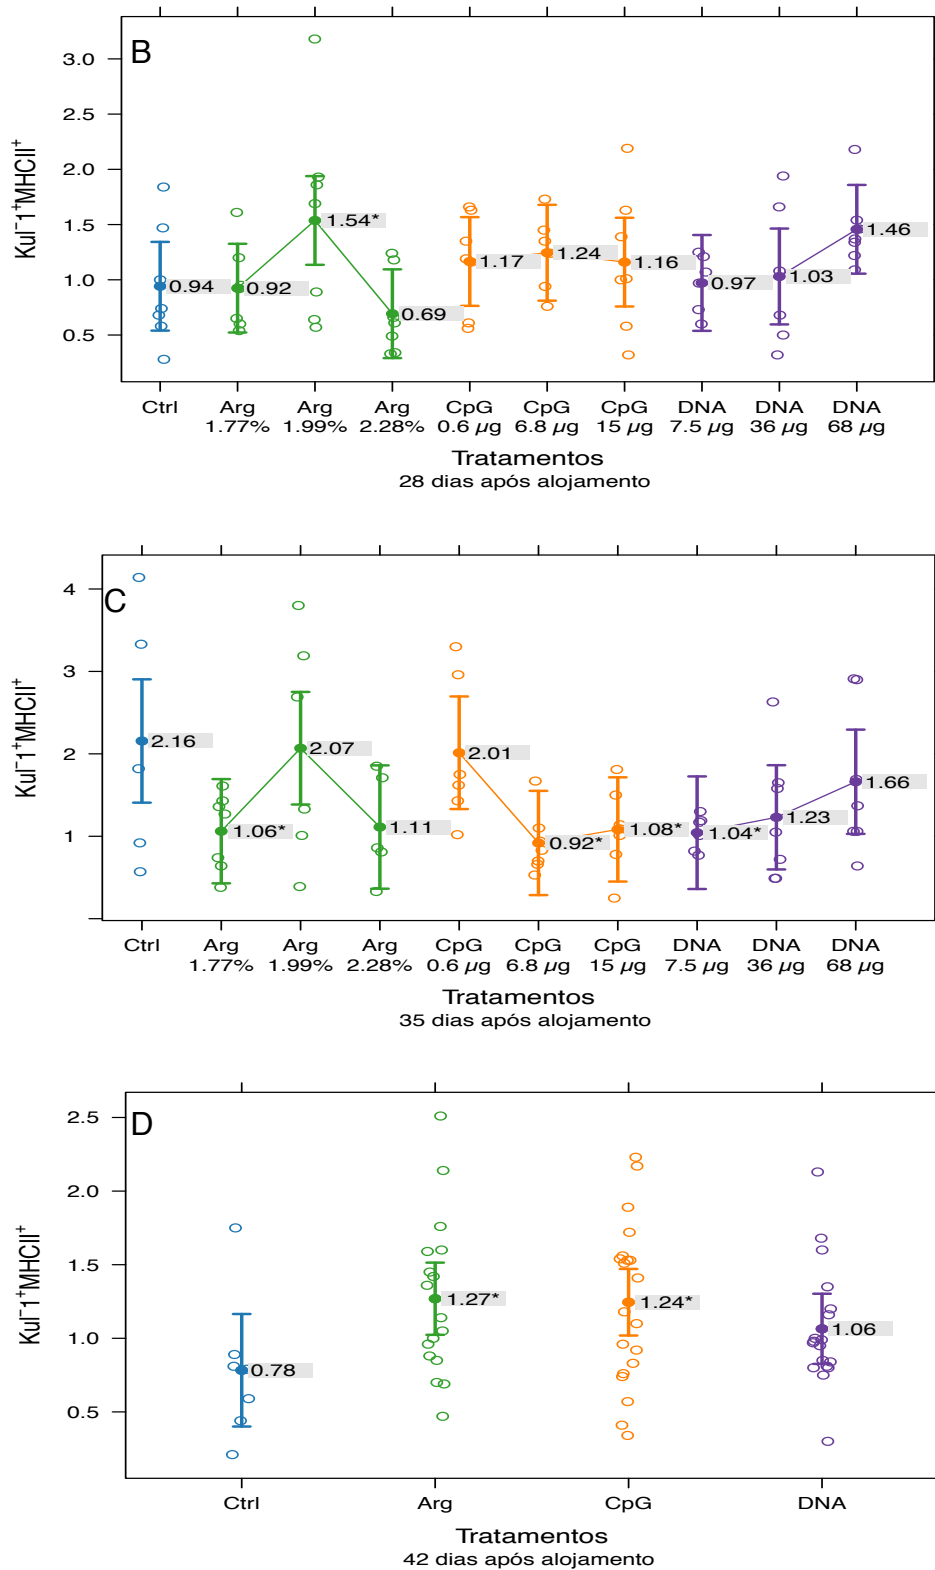 B
Kul⁻1⁺MHCII⁺
3.0
2.5
2.0
1.5
1.0
0.5
0.94
0.92
1.54*
0.69
1.17
1.24
1.16
0.97
1.03
1.46
Ctrl Arg Arg Arg CpG CpG CpG DNA DNA DNA
1.77% 1.99% 2.28% 0.6 µg 6.8 µg 15 µg 7.5 µg 36 µg 68 µg
Tratamentos
28 dias após alojamento
C
Kul⁻1⁺MHCII⁺
4
3
2
1
2.16
1.06*
2.07
1.11
2.01
0.92*
1.08*
1.04*
1.23
1.66
Ctrl Arg Arg Arg CpG CpG CpG DNA DNA DNA
1.77% 1.99% 2.28% 0.6 µg 6.8 µg 15 µg 7.5 µg 36 µg 68 µg
Tratamentos
35 dias após alojamento
D
Kul⁻1⁺MHCII⁺
2.5
2.0
1.5
1.0
0.5
0.78
1.27*
1.24*
1.06
Ctrl Arg CpG DNA
Tratamentos
42 dias após alojamento